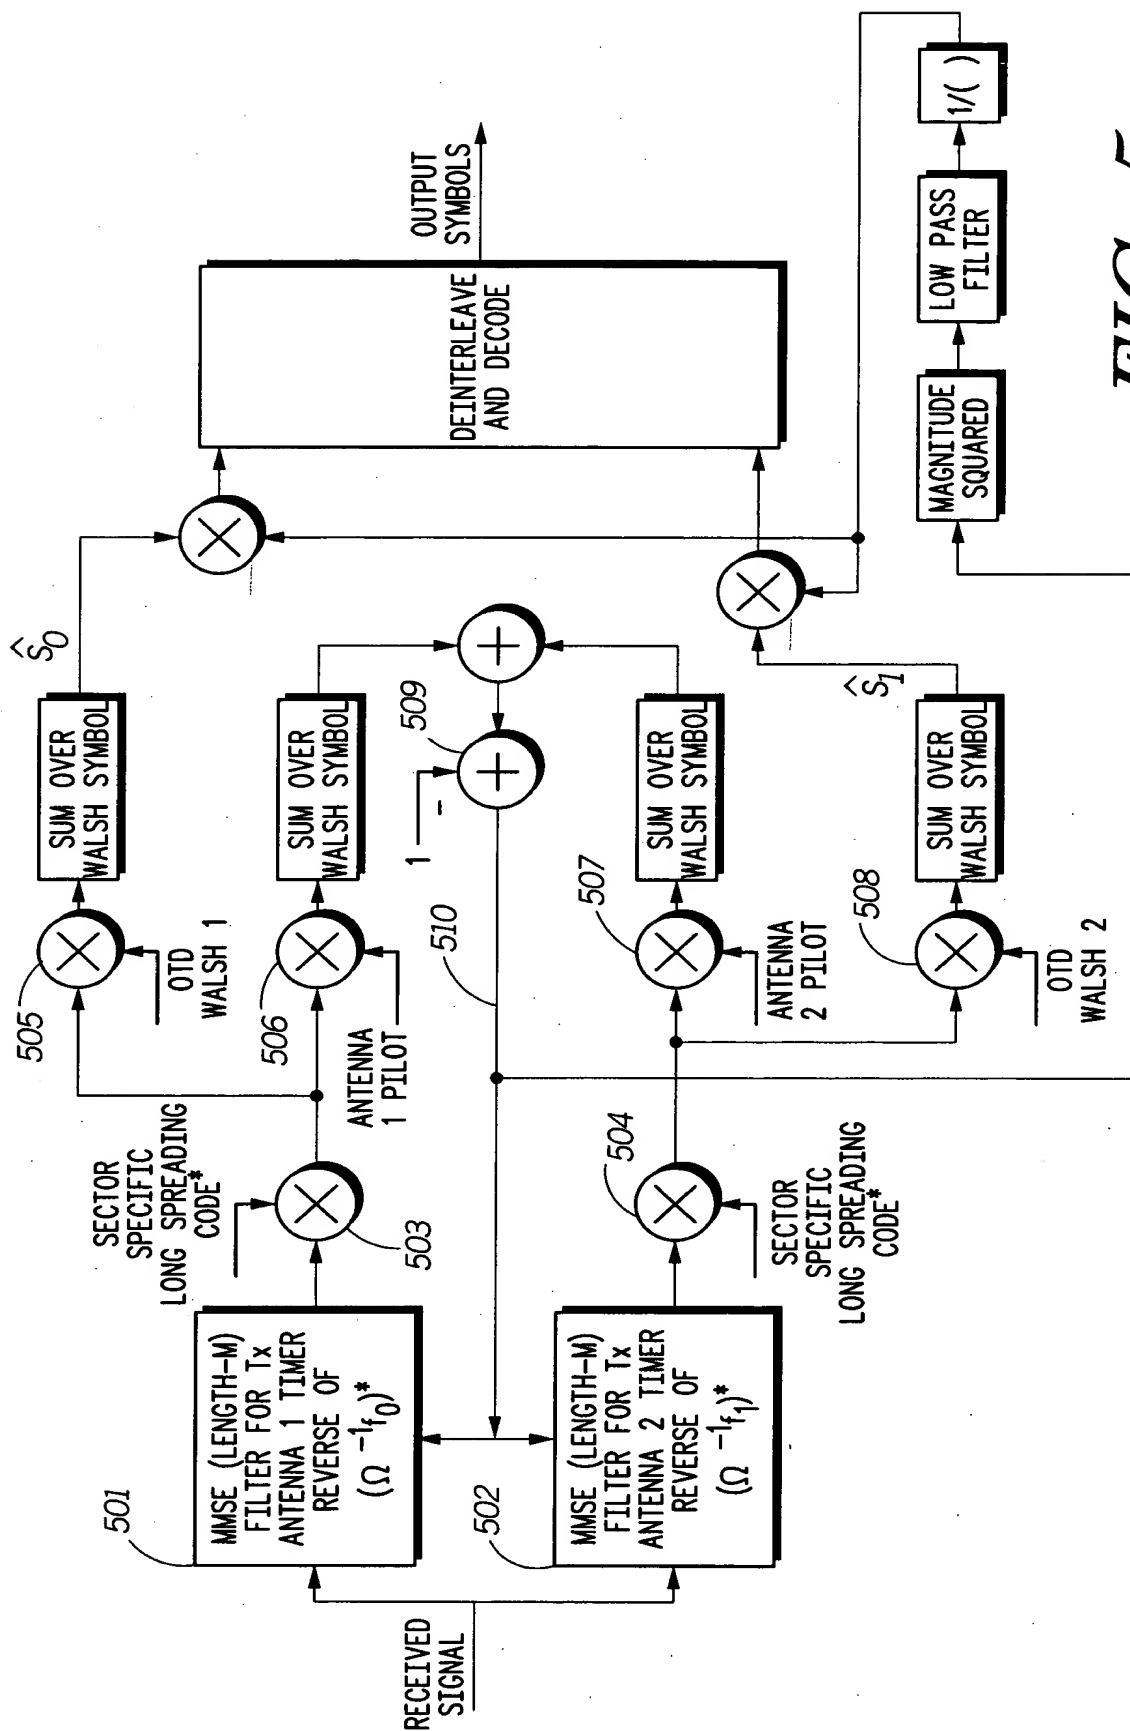 RECEIVED
SIGNAL
501
MMSE (LENGTH-M)
FILTER FOR Tx
ANTENNA 1 TIMER
REVERSE OF
(Ω ⁻¹f₀)*
502
MMSE (LENGTH-M)
FILTER FOR Tx
ANTENNA 2 TIMER
REVERSE OF
(Ω ⁻¹f₁)*
SECTOR
SPECIFIC
LONG SPREADING
CODE*
503
504
SECTOR
SPECIFIC
LONG SPREADING
CODE*
505
OTD
WALSH 1
506
ANTENNA
1 PILOT
510
507
ANTENNA
2 PILOT
508
OTD
WALSH 2
SUM OVER
WALSH SYMBOL
SUM OVER
WALSH SYMBOL
1
-
509
SUM OVER
WALSH SYMBOL
SUM OVER
WALSH SYMBOL
Ŝ₀
Ŝ₁
DEINTERLEAVE
AND DECODE
OUTPUT
SYMBOLS
MAGNITUDE
SQUARED
LOW PASS
FILTER
1/( )
FIG. 5